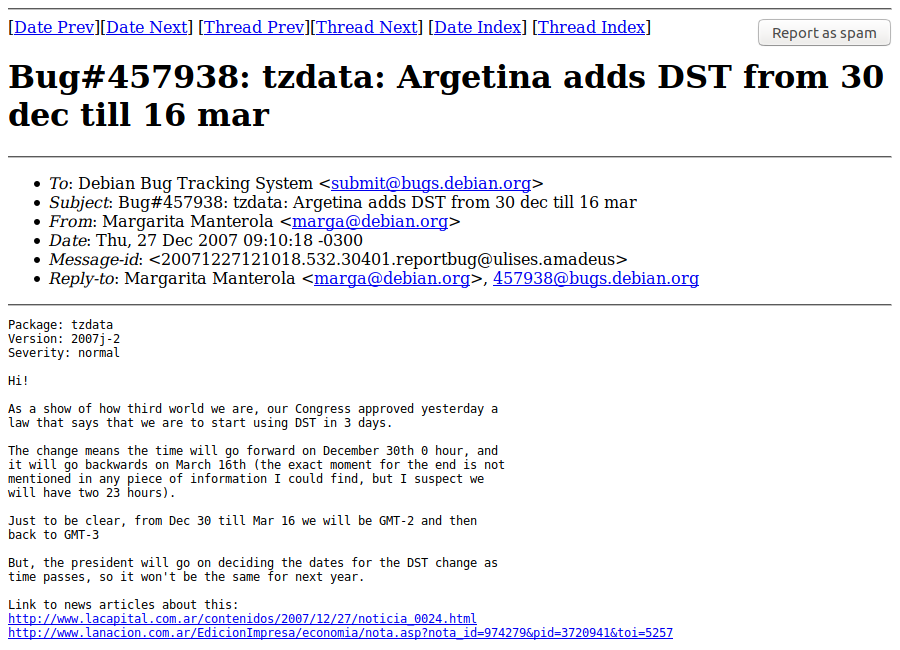 [Date Prev][Date Next] [Thread Prev][Thread Next] [Date Index] [Thread Index]
Report as spam
Bug#457938: tzdata: Argetina adds DST from 30
dec till 16 mar
• To: Debian Bug Tracking System <submit@bugs.debian.org>
• Subject: Bug#457938: tzdata: Argetina adds DST from 30 dec till 16 mar
• From: Margarita Manterola <marga@debian.org>
• Date: Thu, 27 Dec 2007 09:10:18 -0300
• Message-id: <20071227121018.532.30401.reportbug@ulises.amadeus>
• Reply-to: Margarita Manterola <marga@debian.org>, 457938@bugs.debian.org
Package: tzdata
Version: 2007j-2
Severity: normal
Hi!
As a show of how third world we are, our Congress approved yesterday a
law that says that we are to start using DST in 3 days.
The change means the time will go forward on December 30th 0 hour, and
it will go backwards on March 16th (the exact moment for the end is not
mentioned in any piece of information I could find, but I suspect we
will have two 23 hours).
Just to be clear, from Dec 30 till Mar 16 we will be GMT-2 and then
back to GMT-3
But, the president will go on deciding the dates for the DST change as
time passes, so it won't be the same for next year.
Link to news articles about this:
http://www.lacapital.com.ar/contenidos/2007/12/27/noticia_0024.html
http://www.lanacion.com.ar/EdicionImpresa/economia/nota.asp?nota_id=974279&pid=3720941&toi=5257